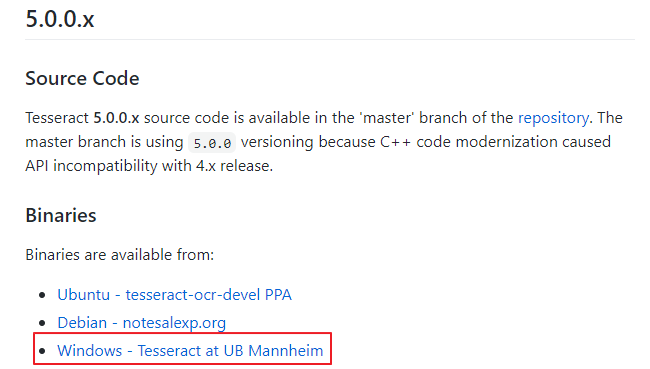 5.0.0.x
Source Code
Tesseract 5.0.0.x source code is available in the 'master' branch of the repository. The
master branch is using 5.0.0 versioning because C++ code modernization caused
API incompatibility with 4.x release.
Binaries
Binaries are available from:
• Ubuntu - tesseract-ocr-devel PPA
• Debian - notesalexp.org
• Windows - Tesseract at UB Mannheim